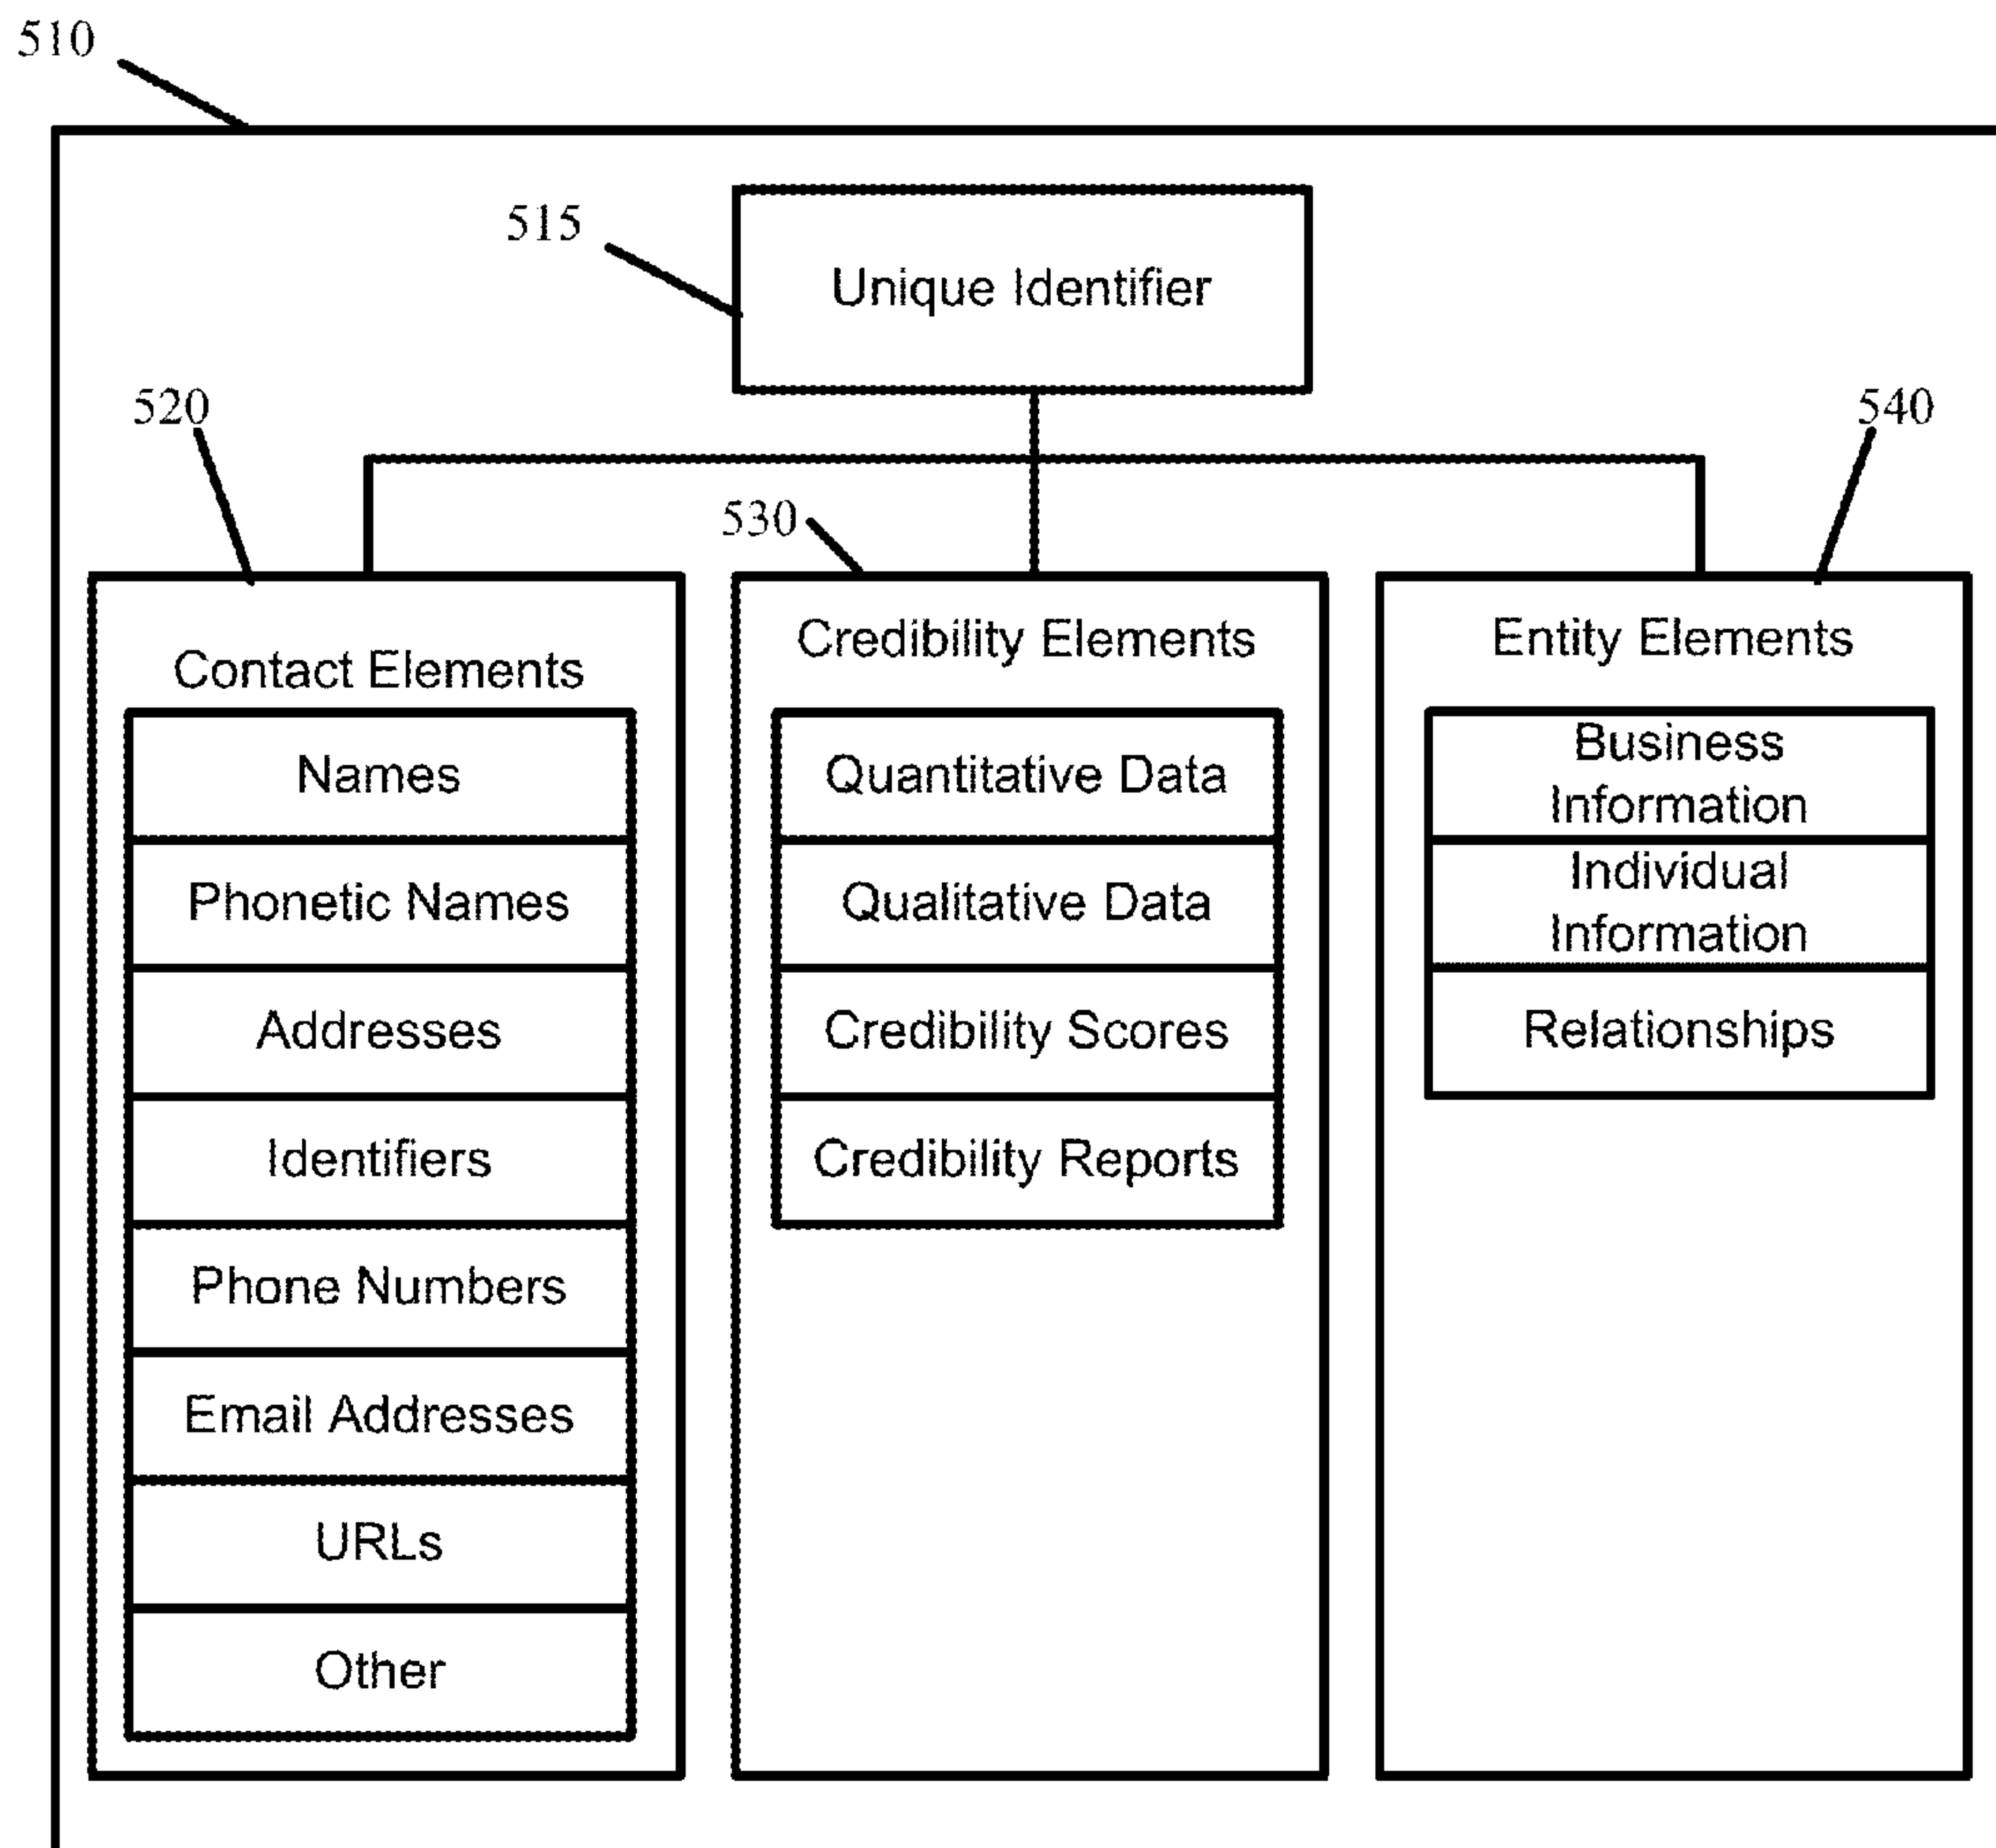 510
515
Unique Identifier
520
540
530
Contact Elements
Names
Phonetic Names
Addresses
Identifiers
Phone Numbers
Email Addresses
URLs
Other
Credibility Elements
Quantitative Data
Qualitative Data
Credibility Scores
Credibility Reports
Entity Elements
Business
Information
Individual
Information
Relationships